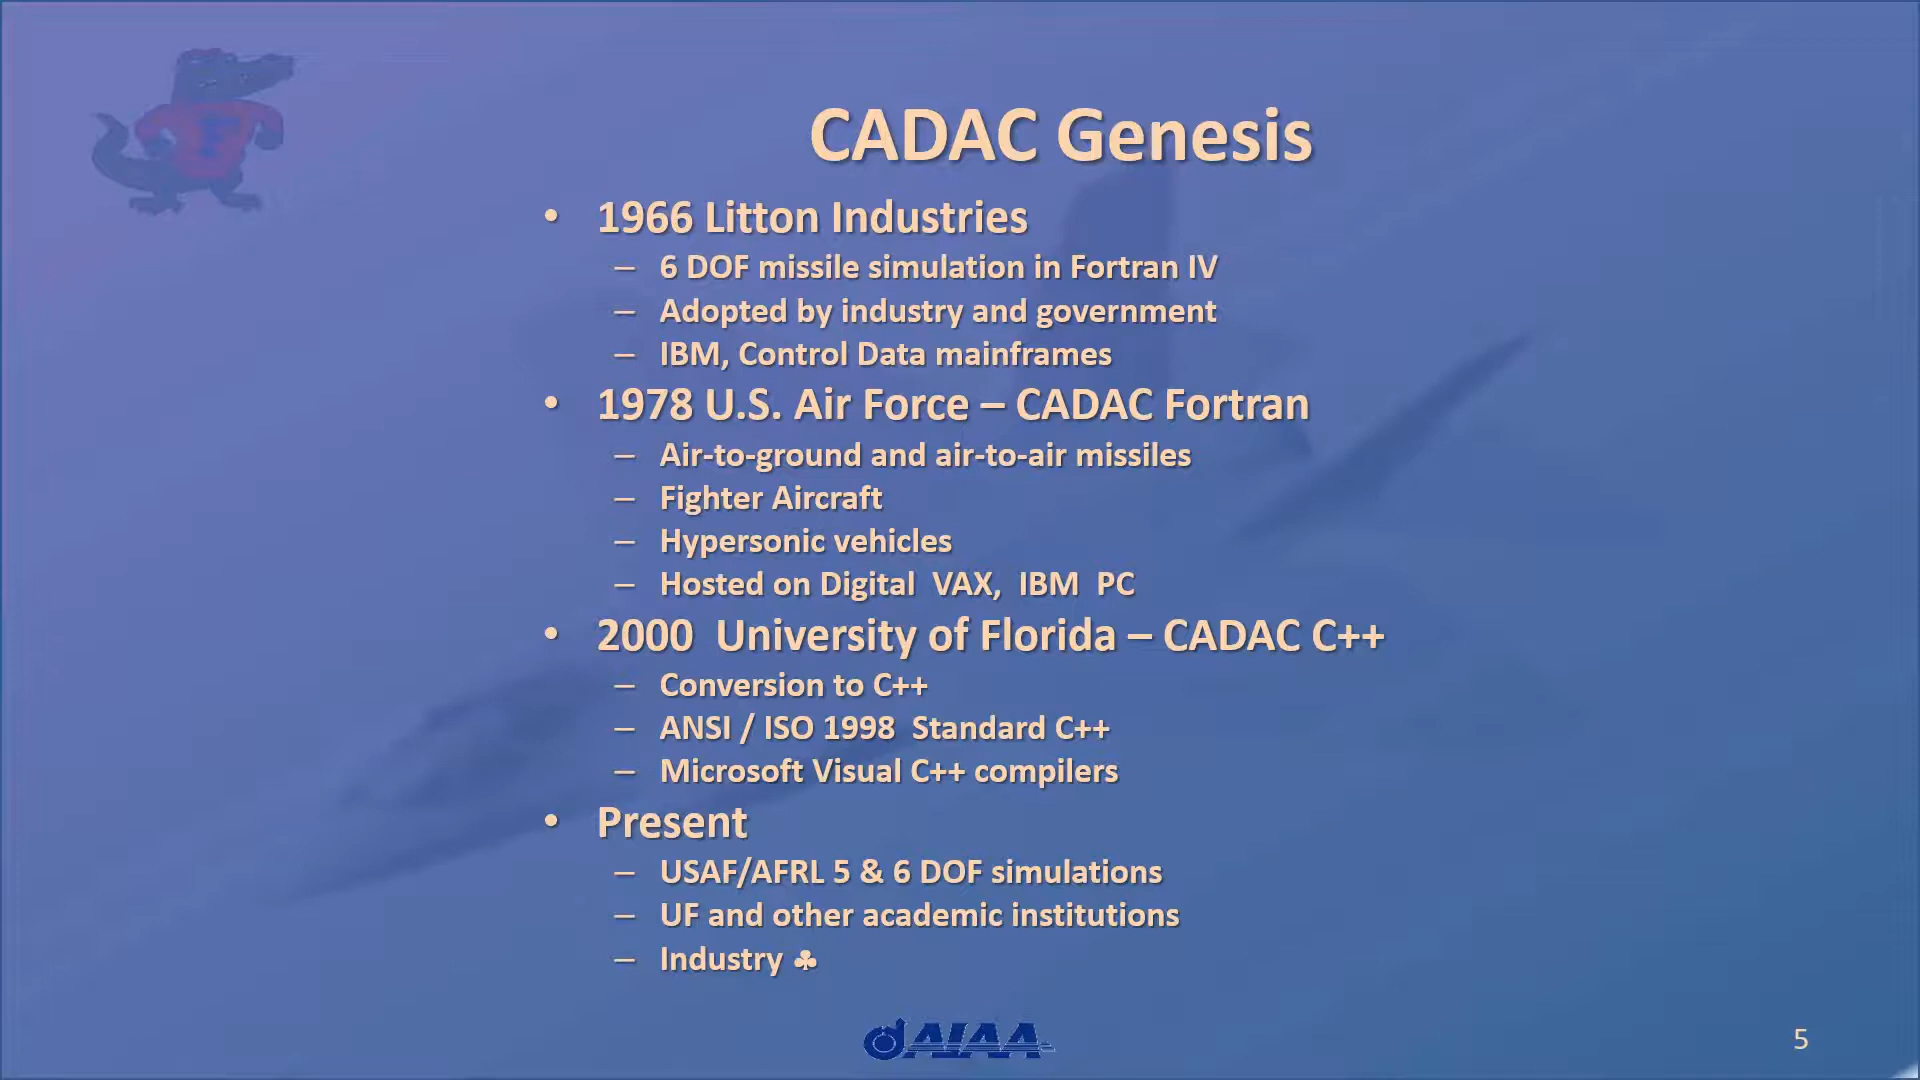 CADAC Genesis
• 1966 Litton Industries
– 6 DOF missile simulation in Fortran IV
– Adopted by industry and government
– IBM, Control Data mainframes
• 1978 U.S. Air Force – CADAC Fortran
– Air-to-ground and air-to-air missiles
– Fighter Aircraft
– Hypersonic vehicles
– Hosted on Digital VAX, IBM PC
• 2000 University of Florida – CADAC C++
– Conversion to C++
– ANSI / ISO 1998 Standard C++
– Microsoft Visual C++ compilers
• Present
– USAF/AFRL 5 & 6 DOF simulations
– UF and other academic institutions
– Industry ♣
AIAA
5